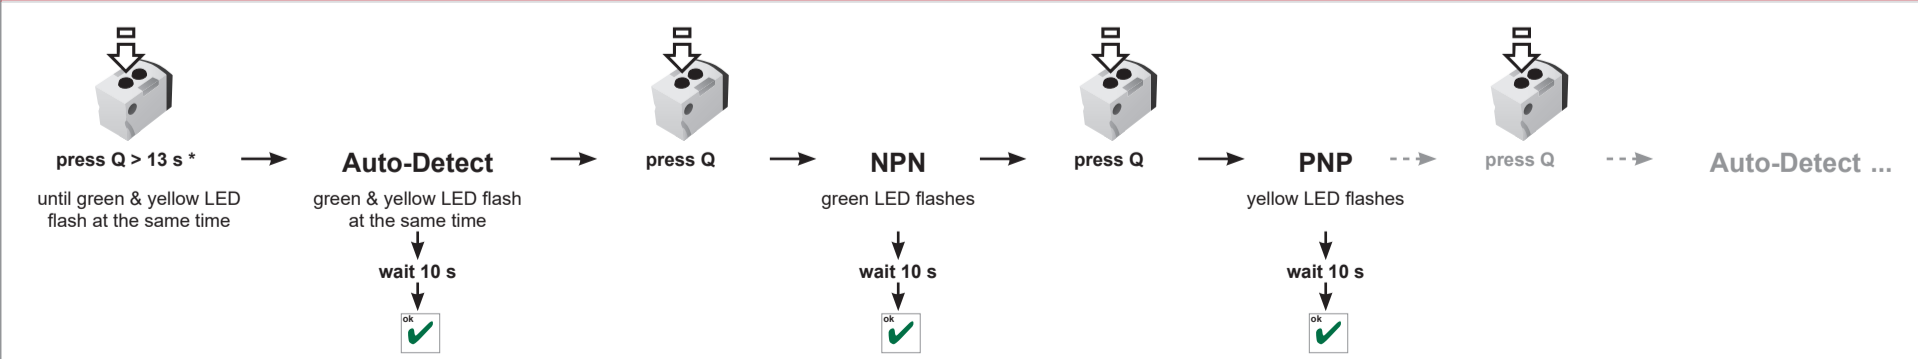 press Q > 13 s *
until green & yellow LED
flash at the same time
Auto-Detect
green & yellow LED flash
at the same time
wait 10 s
ok
press Q
NPN
green LED flashes
wait 10 s
ok
press Q
PNP
yellow LED flashes
wait 10 s
ok
press Q
Auto-Detect ...